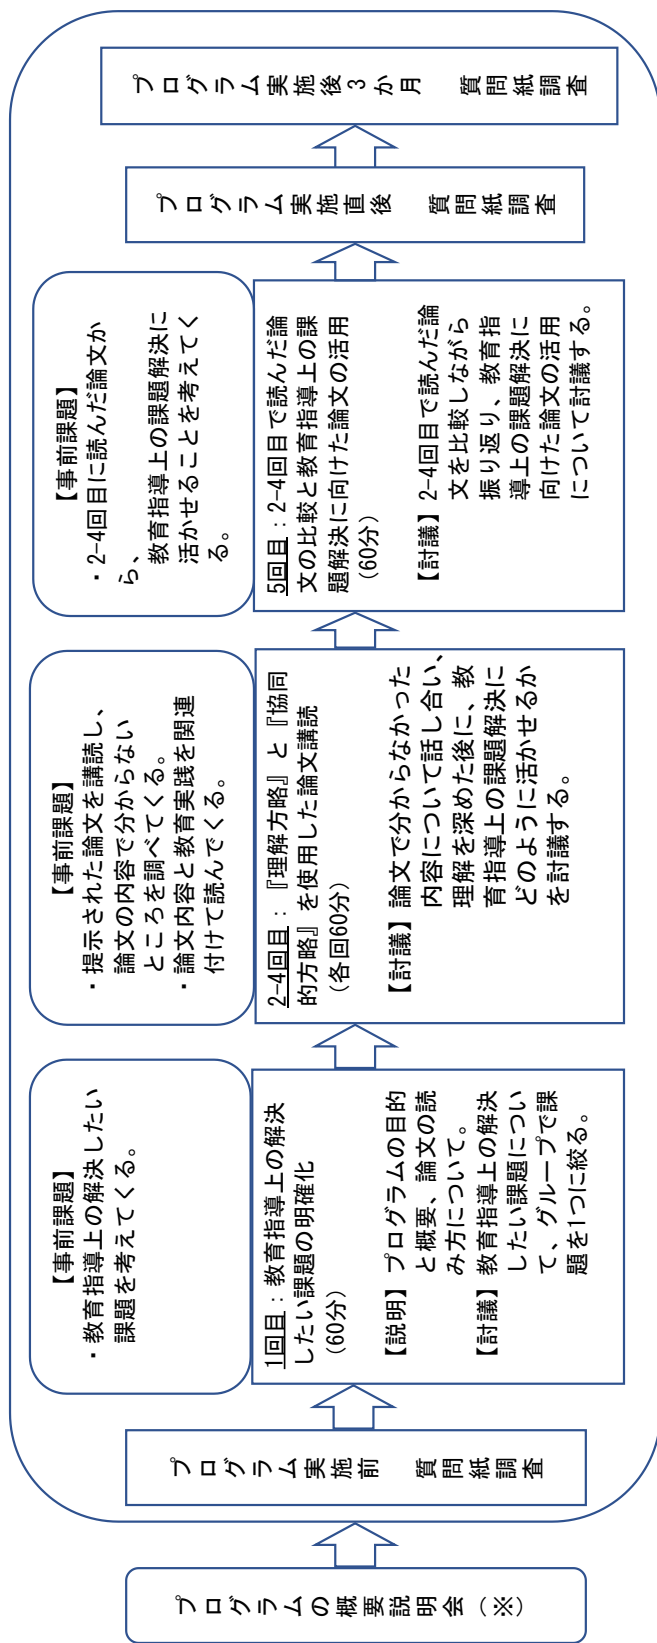 プログラムの概要説明会（※）
プログラム実施前　質問紙調査
【事前課題】
・教育指導上の解決したい
課題を考えてくる。
1回目：教育指導上の解決
したい課題の明確化
（60分）
【説明】プログラムの目的
と概要、論文の読
み方について。
【討議】教育指導上の解決
したい課題につい
て、グループで課
題を1つに絞る。
【事前課題】
・提示された論文を講読し、
論文の内容で分からない
ところを調べてくる。
・論文内容と教育実践を関連
付けて読んでくる。
2-4回目：『理解方略』と『協同
的方略』を使用した論文講読
（各回60分）
【討議】論文で分からなかった
内容について話し合い、
理解を深めた後に、教
育指導上の課題解決に
どのように活かせるか
を討議する。
【事前課題】
・2-4回目に読んだ論文か
ら、
教育指導上の課題解決に
活かせることを考えてく
る。
5回目：2-4回目で読んだ論
文の比較と教育指導上の課
題解決に向けた論文の活用
（60分）
【討議】2-4回目で読んだ論
文を比較しながら
振り返り、教育指
導上の課題解決に
向けた論文の活用
について討議する。
プログラム実施直後　質問紙調査
プログラム実施後3か月　質問紙調査